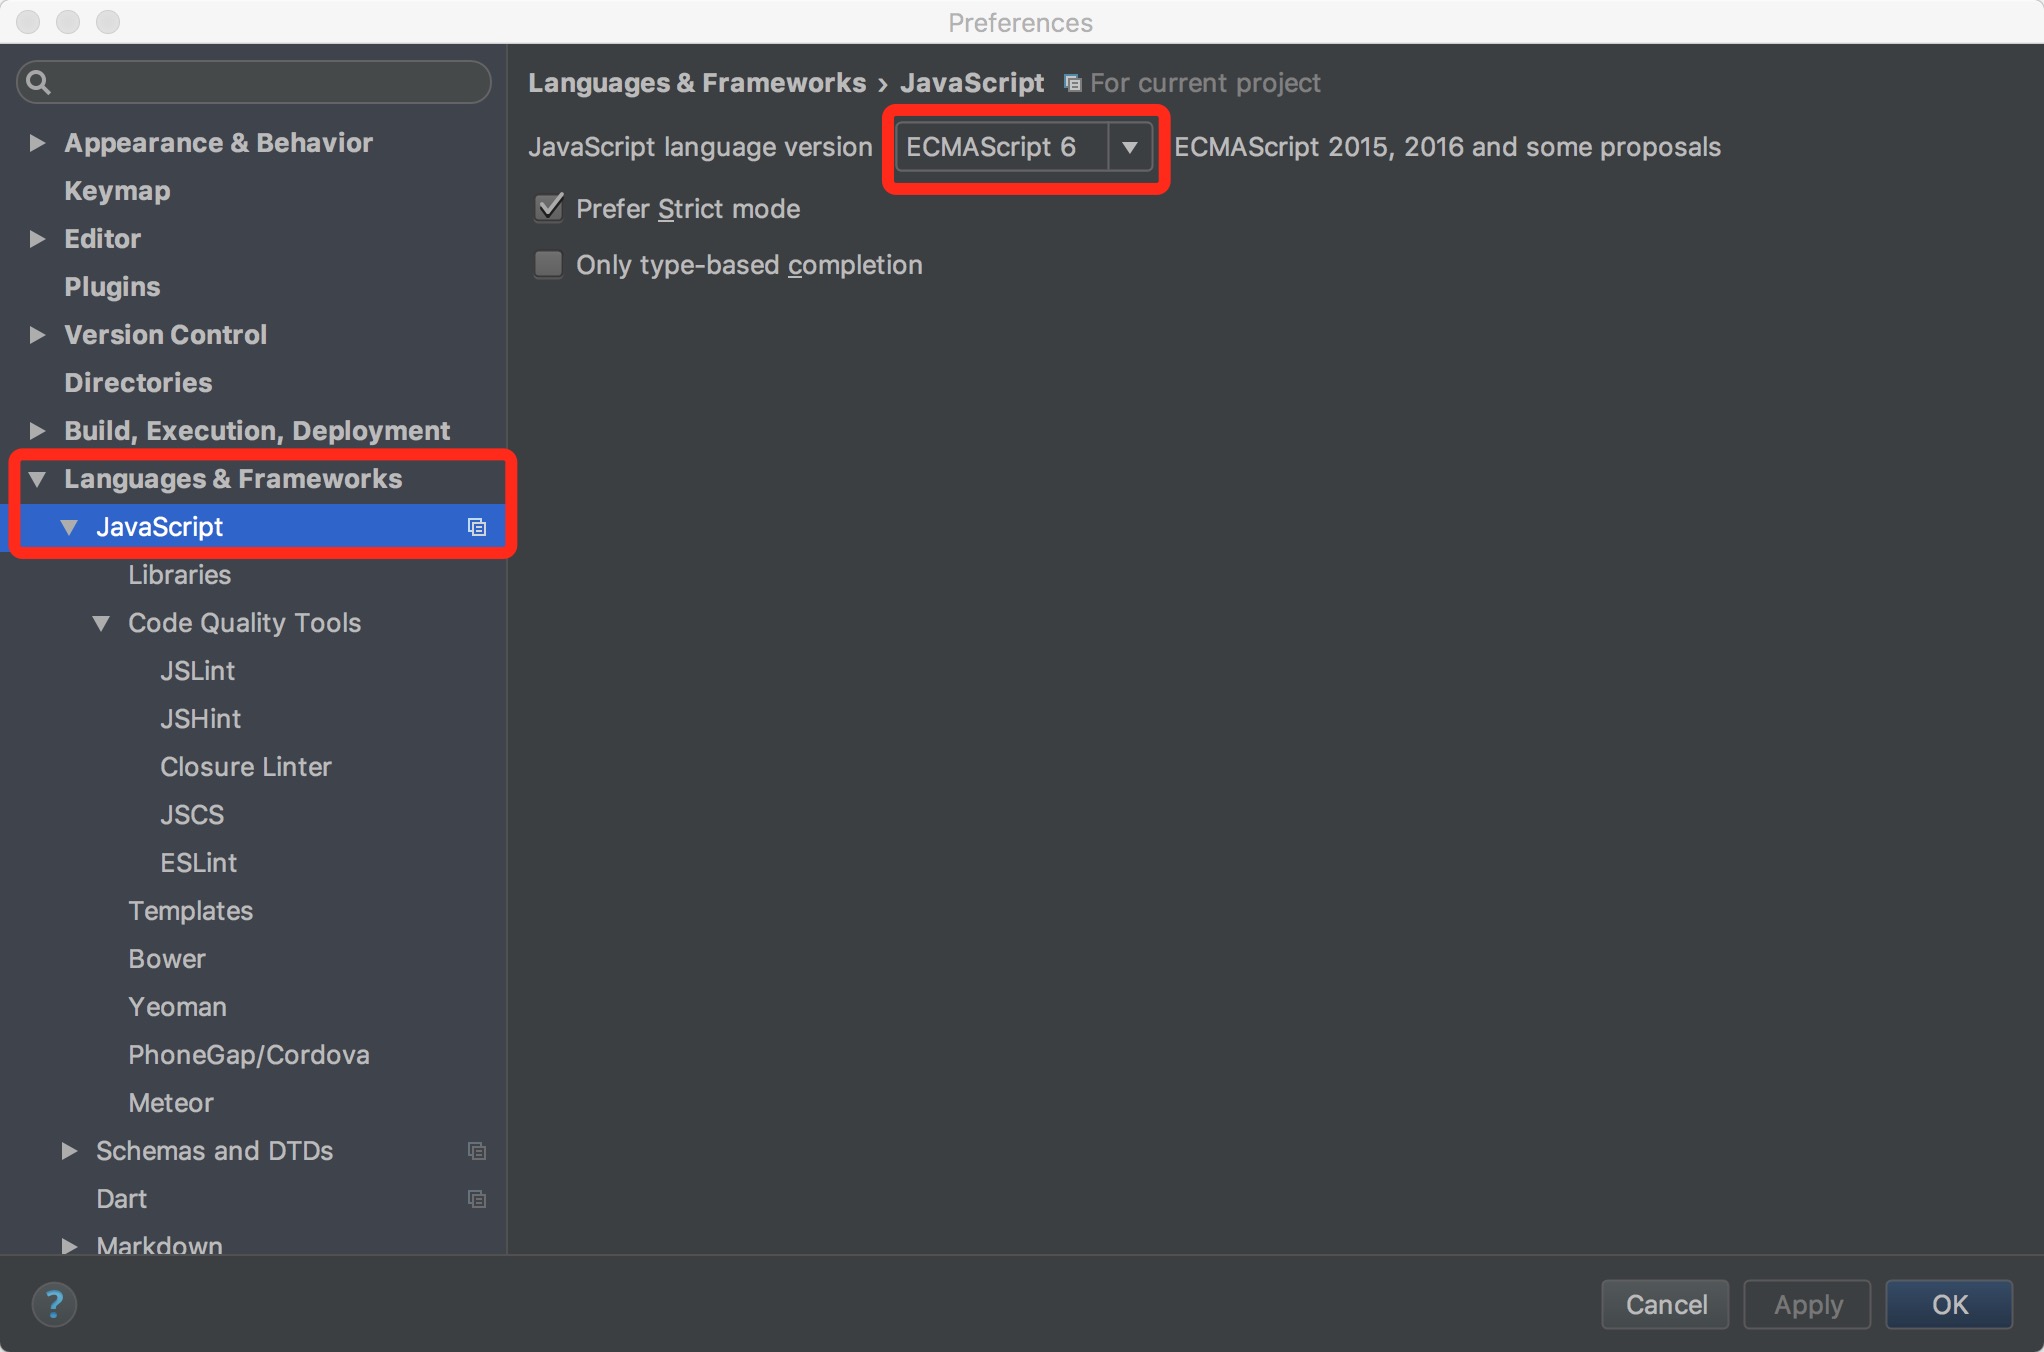 Preferences
Appearance & Behavior
Keymap
Editor
Plugins
Version Control
Directories
Build, Execution, Deployment
Languages & Frameworks
JavaScript
Libraries
Code Quality Tools
JSLint
JSHint
Closure Linter
JSCS
ESLint
Templates
Bower
Yeoman
PhoneGap/Cordova
Meteor
Schemas and DTDs
Dart
Markdown
Languages & Frameworks › JavaScript For current project
JavaScript language version ECMAScript 6 ECMAScript 2015, 2016 and some proposals
Prefer Strict mode
Only type-based completion
?
Cancel
Apply
OK